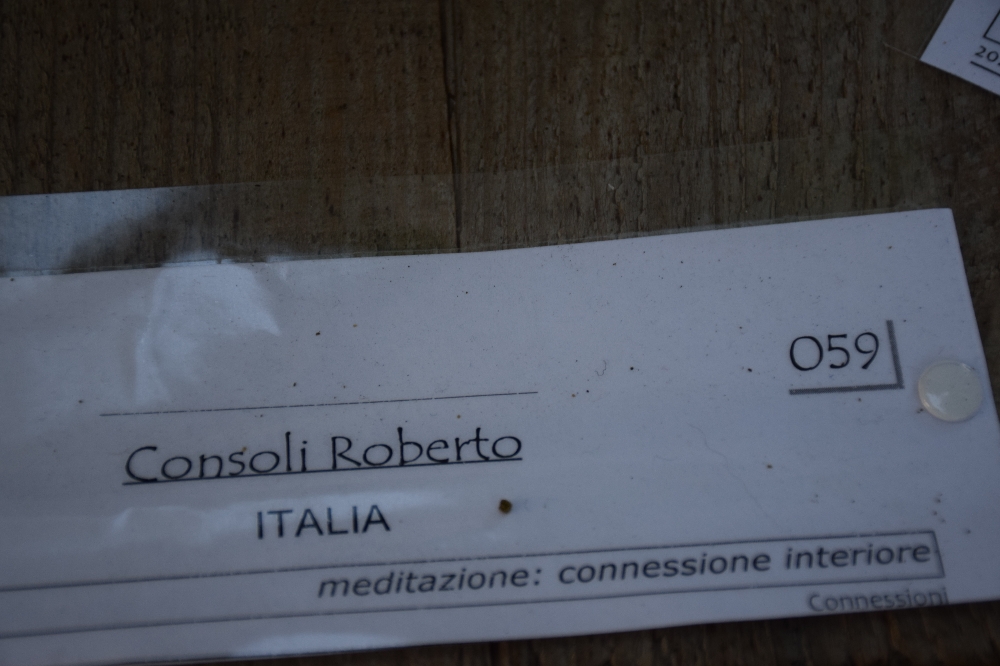 059
Consoli Roberto
ITALIA
meditazione: connessione interiore
Connessioni